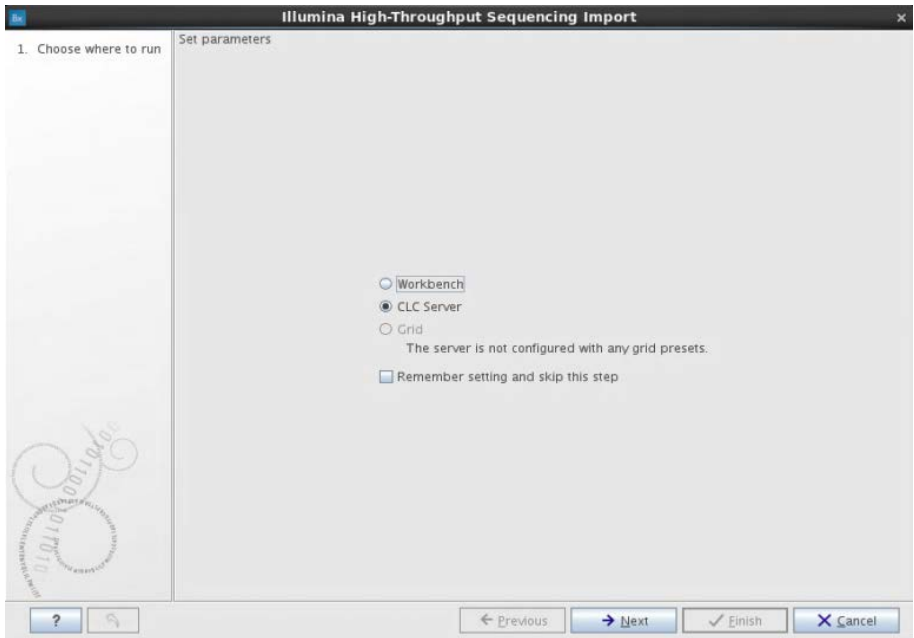 Bx
Illumina High-Throughput Sequencing Import
1. Choose where to run
Set parameters
Workbench
CLC Server
Grid
The server is not configured with any grid presets.
Remember setting and skip this step
? Previous Next Finish Cancel